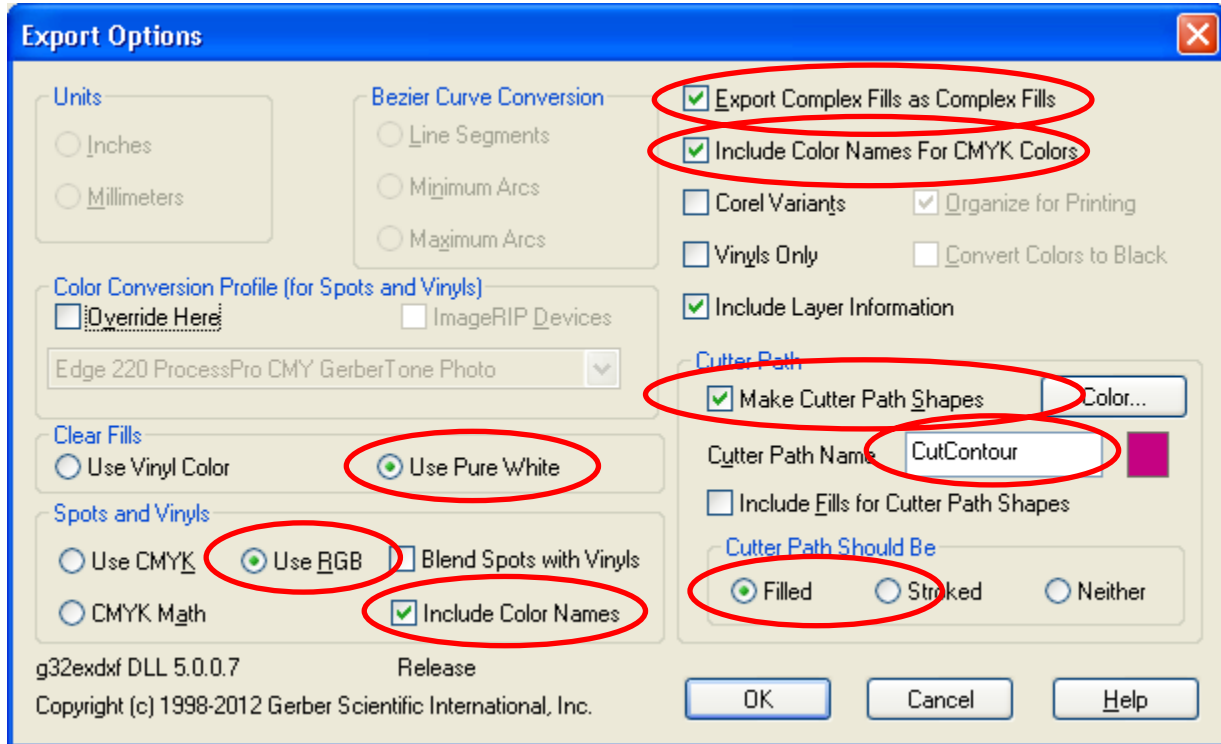 Export Options
Units
Inches
Millimeters
Bezier Curve Conversion
Line Segments
Minimum Arcs
Maximum Arcs
Color Conversion Profile (for Spots and Vinyls)
Override Here
ImageRIP Devices
Edge 220 ProcessPro CMY GerberTone Photo
Clear Fills
Use Vinyl Color
Use Pure White
Spots and Vinyls
Use CMYK
Use RGB
Blend Spots with Vinyls
CMYK Math
Include Color Names
g32exdxf DLL 5.0.0.7
Release
Copyright (c) 1998-2012 Gerber Scientific International, Inc.
Export Complex Fills as Complex Fills
Include Color Names For CMYK Colors
Corel Variants
Organize for Printing
Vinyls Only
Convert Colors to Black
Include Layer Information
Cutter Path
Make Cutter Path Shapes
Color...
Cutter Path Name
CutContour
Include Fills for Cutter Path Shapes
Cutter Path Should Be
Filled
Stroked
Neither
OK
Cancel
Help